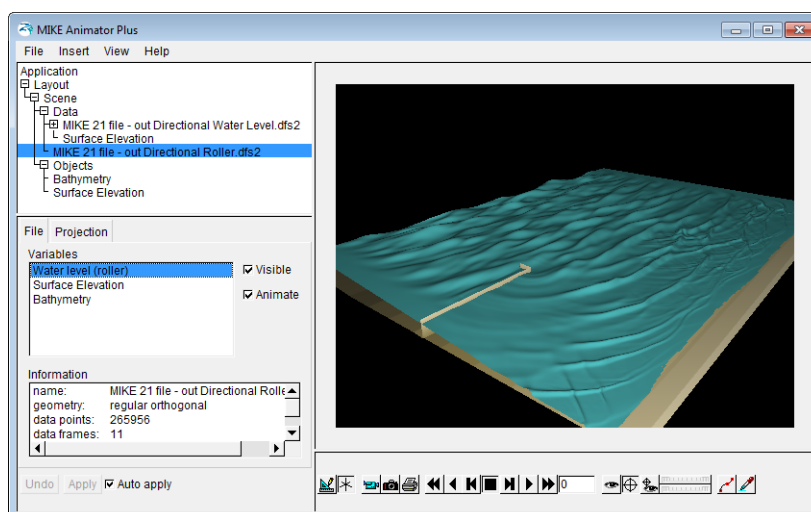 MIKE Animator Plus
File Insert View Help
Application
Layout
Scene
Data
MIKE 21 file - out Directional Water Level.dfs2
Surface Elevation
MIKE 21 file - out Directional Roller.dfs2
Objects
Bathymetry
Surface Elevation
File Projection
Variables
Water level (roller)
Surface Elevation
Bathymetry
Visible
Animate
Information
name: MIKE 21 file - out Directional Rolle
geometry: regular orthogonal
data points: 265956
data frames: 11
Undo Apply Auto apply
0